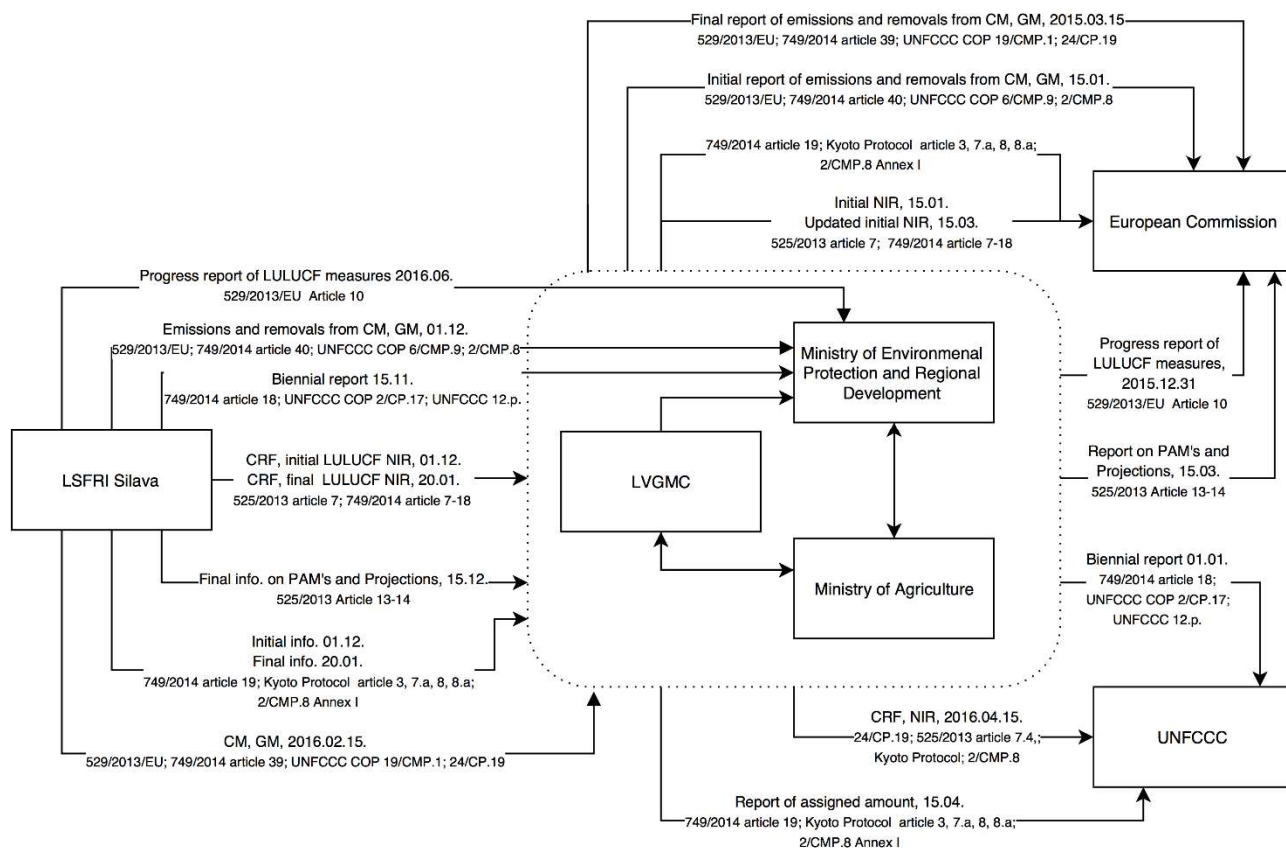 Final report of emissions and removals from CM, GM, 2015.03.15
529/2013/EU; 749/2014 article 39; UNFCCC COP 19/CMP.1; 24/CP.19
Initial report of emissions and removals from CM, GM, 15.01.
529/2013/EU; 749/2014 article 40; UNFCCC COP 6/CMP.9; 2/CMP.8
749/2014 article 19; Kyoto Protocol article 3, 7.a, 8, 8.a;
2/CMP.8 Annex I
Initial NIR, 15.01.
Updated initial NIR, 15.03.
525/2013 article 7; 749/2014 article 7-18
European Commission
Progress report of LULUCF measures 2016.06.
529/2013/EU Article 10
Emissions and removals from CM, GM, 01.12.
529/2013/EU; 749/2014 article 40; UNFCCC COP 6/CMP.9; 2/CMP.8
Biennial report 15.11.
749/2014 article 18; UNFCCC COP 2/CP.17; UNFCCC 12.p.
LSFRI Silava
CRF, initial LULUCF NIR, 01.12.
CRF, final LULUCF NIR, 20.01.
525/2013 article 7; 749/2014 article 7-18
Final info. on PAM's and Projections, 15.12.
525/2013 Article 13-14
Initial info. 01.12.
Final info. 20.01.
749/2014 article 19; Kyoto Protocol article 3, 7.a, 8, 8.a;
2/CMP.8 Annex I
CM, GM, 2016.02.15.
529/2013/EU; 749/2014 article 39; UNFCCC COP 19/CMP.1; 24/CP.19
Ministry of Environmenal
Protection and Regional
Development
LVGMC
Ministry of Agriculture
Progress report of
LULUCF measures,
2015.12.31
529/2013/EU Article 10
Report on PAM's and
Projections, 15.03.
525/2013 Article 13-14
Biennial report 01.01.
749/2014 article 18;
UNFCCC COP 2/CP.17;
UNFCCC 12.p.
CRF, NIR, 2016.04.15.
24/CP.19; 525/2013 article 7.4,;
Kyoto Protocol; 2/CMP.8
UNFCCC
Report of assigned amount, 15.04.
749/2014 article 19; Kyoto Protocol article 3, 7.a, 8, 8.a;
2/CMP.8 Annex I